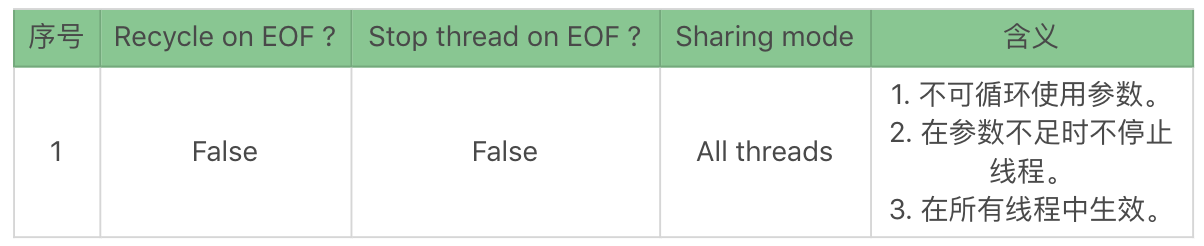 序号 Recycle on EOF ? Stop thread on EOF ? Sharing mode 含义
1 False False All threads
1. 不可循环使用参数。
2. 在参数不足时不停止
线程。
3. 在所有线程中生效。